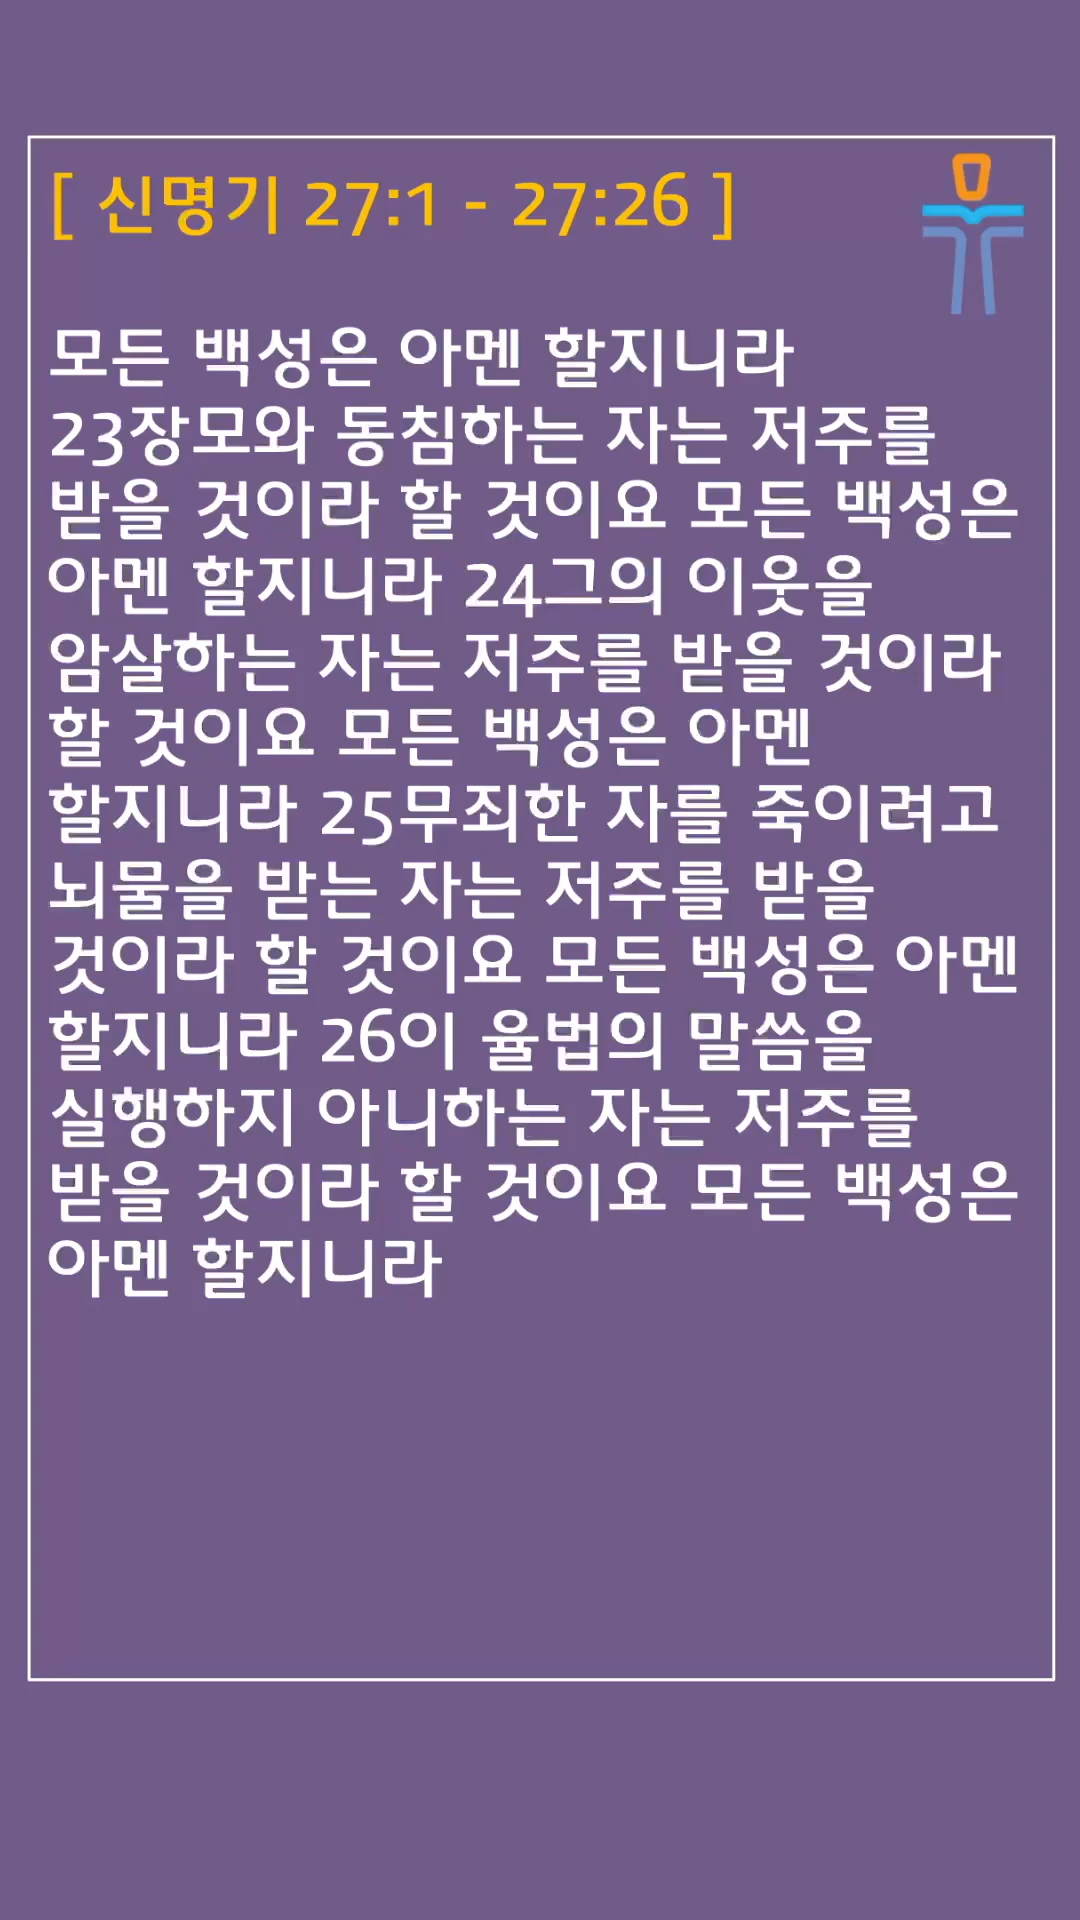 [ 신명기 27:1 - 27:26 ]
모든 백성은 아멘 할지니라
23장모와 동침하는 자는 저주를
받을 것이라 할 것이요 모든 백성은
아멘 할지니라 24그의 이웃을
암살하는 자는 저주를 받을 것이라
할 것이요 모든 백성은 아멘
할지니라 25무죄한 자를 죽이려고
뇌물을 받는 자는 저주를 받을
것이라 할 것이요 모든 백성은 아멘
할지니라 26이 율법의 말씀을
실행하지 아니하는 자는 저주를
받을 것이라 할 것이요 모든 백성은
아멘 할지니라